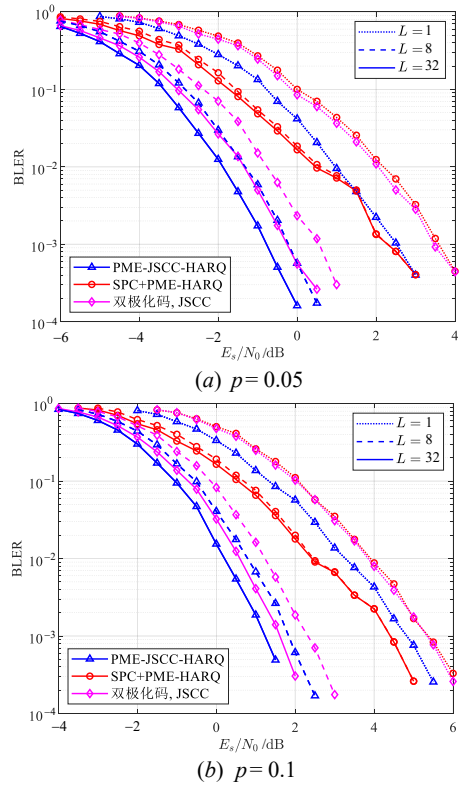 10^0
10^-1
10^-2
10^-3
10^-4
BLER
L = 1
L = 8
L = 32
PME-JSCC-HARQ
SPC+PME-HARQ
双极化码, JSCC
-6 -4 -2 0 2 4
E_s/N_0/dB
(a) p = 0.05
10^0
10^-1
10^-2
10^-3
10^-4
BLER
L = 1
L = 8
L = 32
PME-JSCC-HARQ
SPC+PME-HARQ
双极化码, JSCC
-4 -2 0 2 4 6
E_s/N_0/dB
(b) p = 0.1